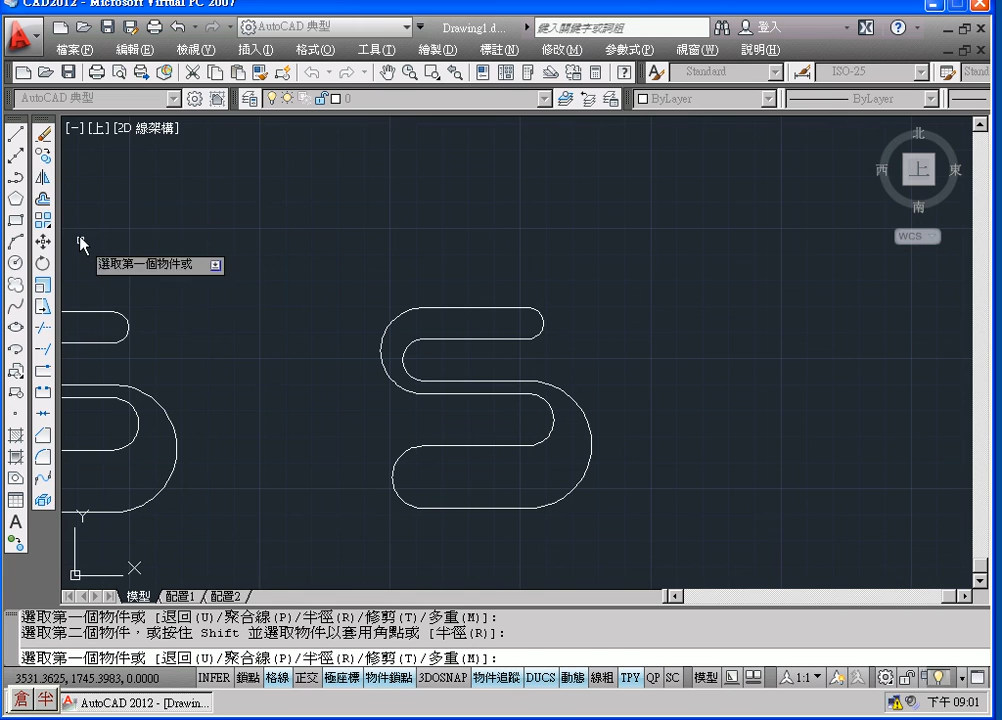 CAD2012 - Microsoft Virtual PC 2007
AutoCAD 典型
Drawing1.d...
鍵入關鍵字或詞組
登入
檔案(F) 編輯(E) 檢視(V) 插入(I) 格式(O) 工具(T) 繪製(D) 標註(N) 修改(M) 參數式(P) 視窗(W) 說明(H)
Standard
ISO-25
Stand
AutoCAD 典型
0
ByLayer
ByLayer
[−] [上] [2D 線架構]
北
西 上 東
南
WCS
選取第一個物件或
Y
X
模型 配置1 配置2
選取第一個物件或 [退回(U)/聚合線(P)/半徑(R)/修剪(T)/多重(M)]:
選取第二個物件，或按住 Shift 並選取物件以套用角點或 [半徑(R)]:
選取第一個物件或 [退回(U)/聚合線(P)/半徑(R)/修剪(T)/多重(M)]:
3531.3625, 1745.3983, 0.0000 INFER 鎖點 格線 正交 極座標 物件鎖點 3DOSNAP 物件追蹤 DUCS 動態 線粗 TPY QP SC 模型 1:1
倉 半 AutoCAD 2012 - [Drawin... 下午 09:01